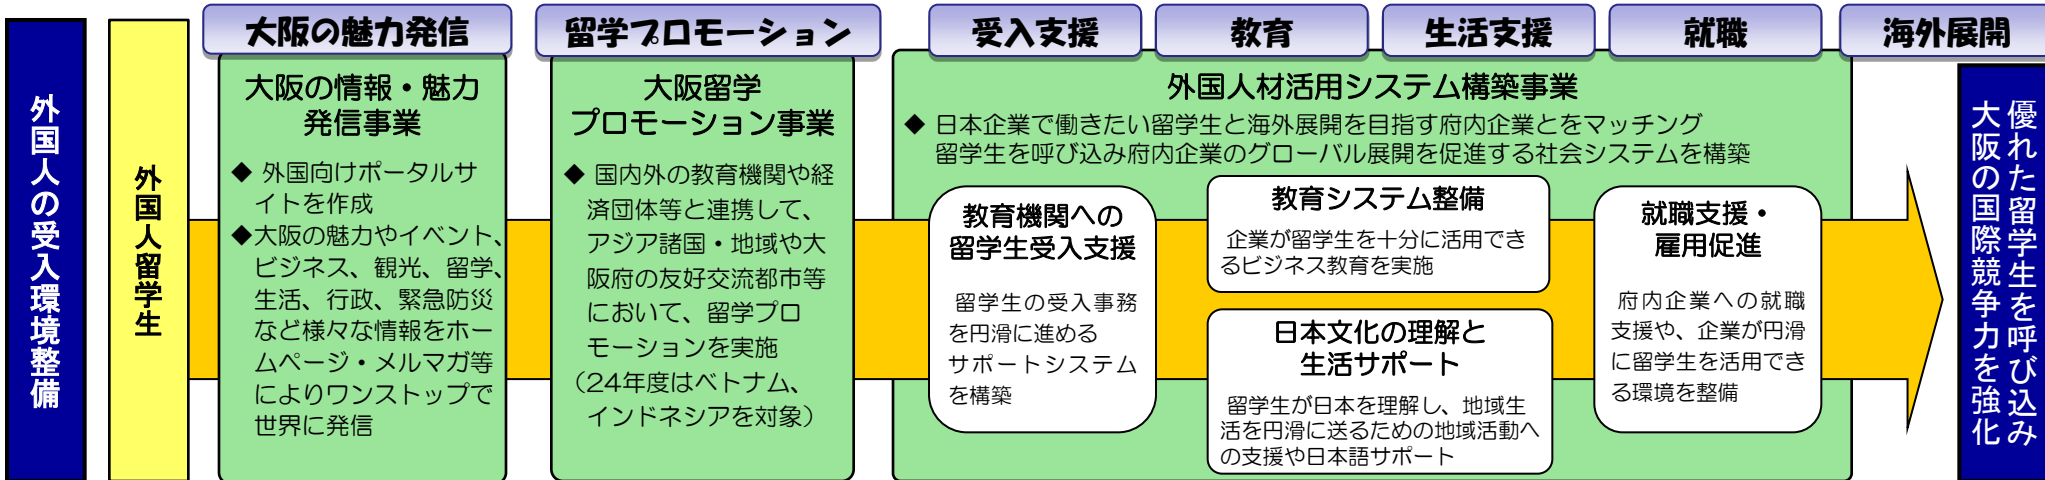 外国人の受入環境整備
外国人留学生
大阪の魅力発信
大阪の情報・魅力
発信事業
◆ 外国向けポータルサ
イトを作成
◆大阪の魅力やイベント、
ビジネス、観光、留学、
生活、行政、緊急防災
など様々な情報をホー
ムページ・メルマガ等
によりワンストップで
世界に発信
留学プロモーション
大阪留学
プロモーション事業
◆ 国内外の教育機関や経
済団体等と連携して、
アジア諸国・地域や大
阪府の友好交流都市等
において、留学プロ
モーションを実施
（24年度はベトナム、
インドネシアを対象）
受入支援
教育
生活支援
就職
海外展開
外国人材活用システム構築事業
◆ 日本企業で働きたい留学生と海外展開を目指す府内企業とをマッチング
留学生を呼び込み府内企業のグローバル展開を促進する社会システムを構築
教育機関への
留学生受入支援
留学生の受入事務
を円滑に進める
サポートシステム
を構築
教育システム整備
企業が留学生を十分に活用でき
るビジネス教育を実施
日本文化の理解と
生活サポート
留学生が日本を理解し、地域生
活を円滑に送るための地域活動へ
の支援や日本語サポート
就職支援・
雇用促進
府内企業への就職
支援や、企業が円滑
に留学生を活用でき
る環境を整備
優れた留学生を呼び込み
大阪の国際競争力を強化